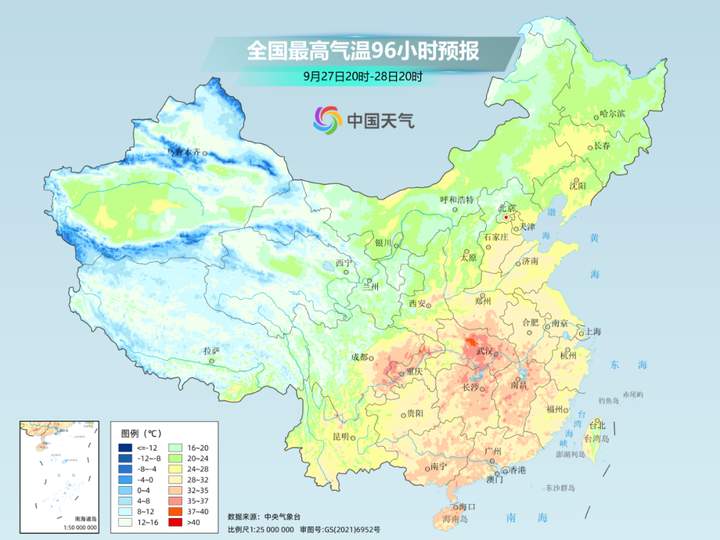 全国最高气温96小时预报
9月27日20时-28日20时
中国天气
哈尔滨
长春
乌鲁木齐
沈阳
呼和浩特
北京
渤海
天津
银川
石家庄
黄海
太原
济南
西宁
兰州
郑州
西安
合肥
南京
上海
拉萨
成都
武汉
杭州
重庆
东海
南昌
长沙
钓鱼岛
赤尾屿
贵阳
福州
台湾海峡
台北
台湾岛
昆明
广州
澎湖列岛
南宁
香港
澳门
东沙群岛
海口
海南岛
南海
南海诸岛
1:50 000 000
图例 (℃)
<=-12
-12~-8
-8~-4
-4~0
0~4
4~8
8~12
12~16
16~20
20~24
24~28
28~32
32~35
35~37
37~40
>40
数据来源：中央气象台
比例尺1:25 000 000 审图号:GS(2021)6952号